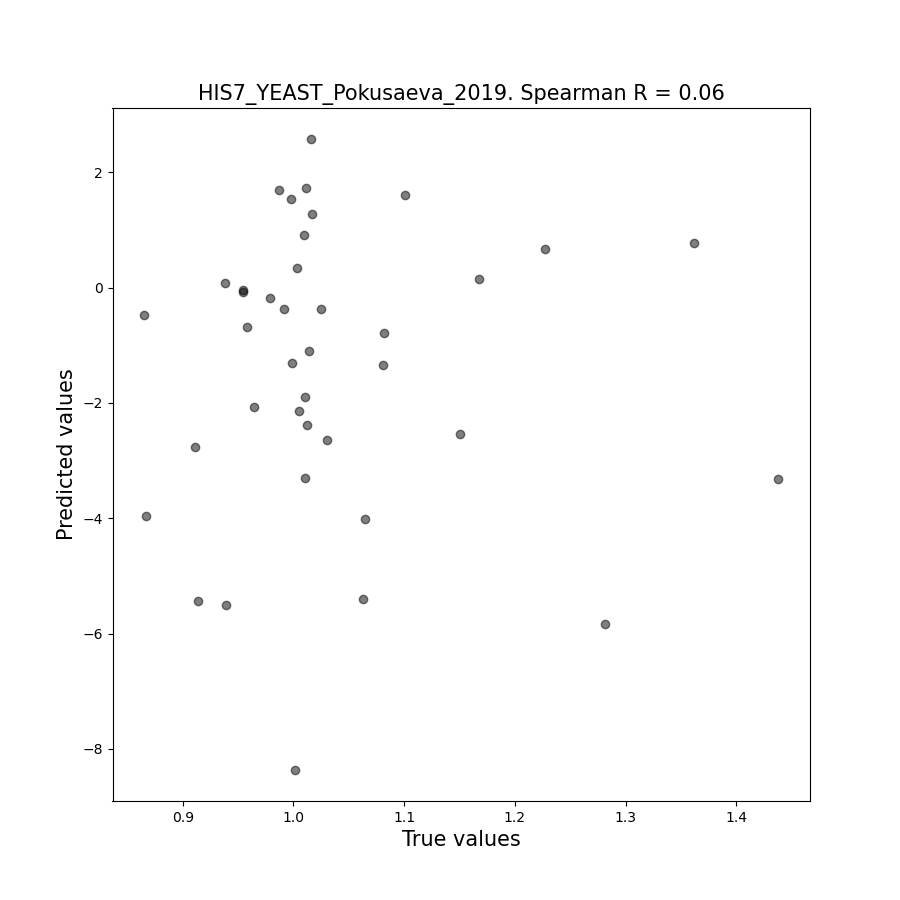 HIS7_YEAST_Pokusaeva_2019. Spearman R = 0.06
2
0
−2
−4
−6
−8
Predicted values
0.9 1.0 1.1 1.2 1.3 1.4
True values